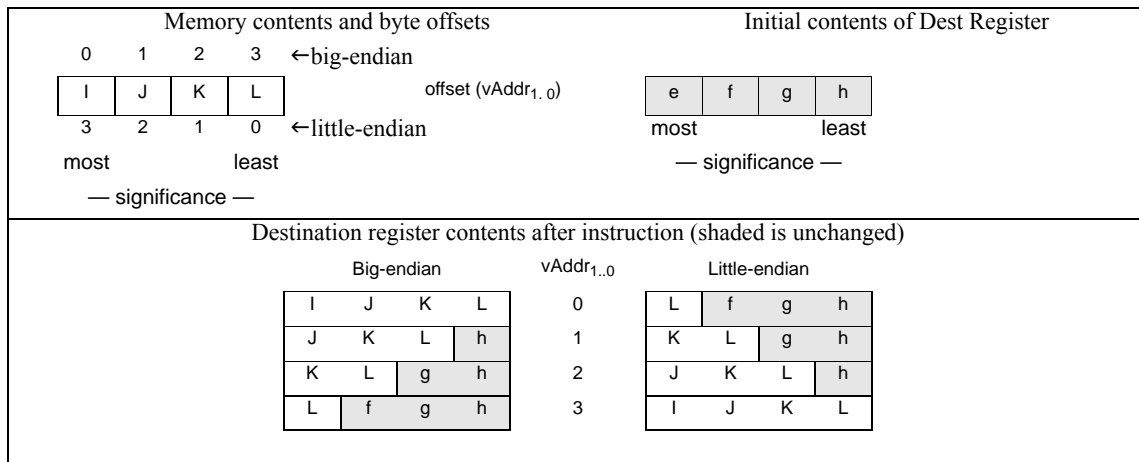 Memory contents and byte offsets Initial contents of Dest Register
0 1 2 3 ←big-endian
I J K L offset (vAddr1. 0) e f g h
3 2 1 0 ←little-endian most least
most least — significance —
— significance —
Destination register contents after instruction (shaded is unchanged)
Big-endian vAddr1..0 Little-endian
I J K L 0 L f g h
J K L h 1 K L g h
K L g h 2 J K L h
L f g h 3 I J K L